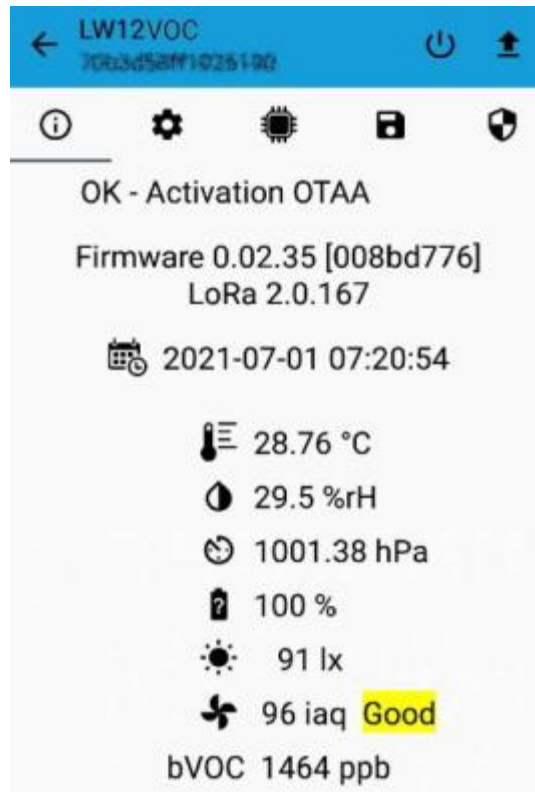 LW12VOC
OK - Activation OTAA
Firmware 0.02.35 [008bd776]
LoRa 2.0.167
2021-07-01 07:20:54
28.76 °C
29.5 %rH
1001.38 hPa
100 %
91 lx
96 iaq Good
bVOC 1464 ppb